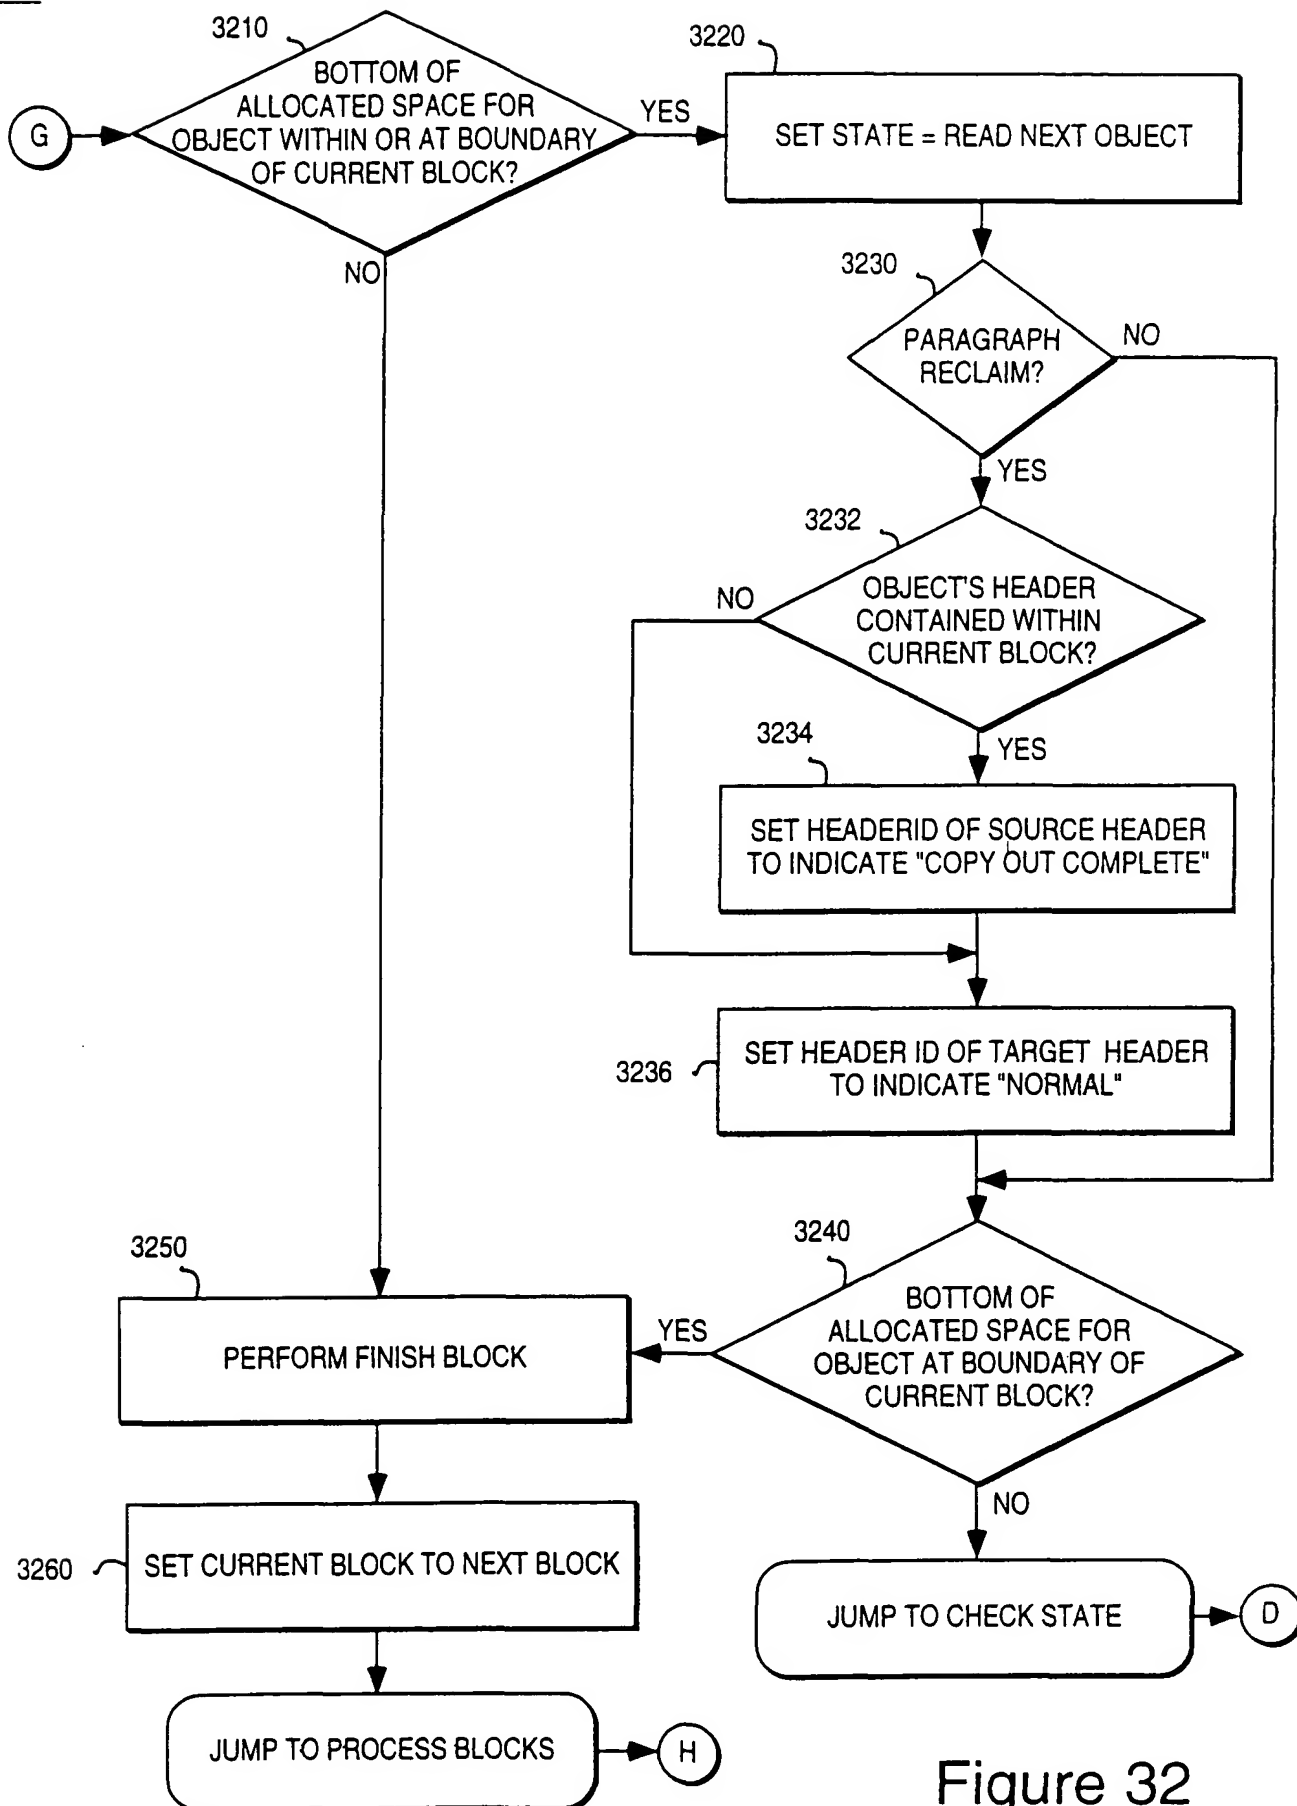 3210
BOTTOM OF
ALLOCATED SPACE FOR
OBJECT WITHIN OR AT BOUNDARY
OF CURRENT BLOCK?
G
YES
NO
3220
SET STATE = READ NEXT OBJECT
3230
PARAGRAPH
RECLAIM?
NO
YES
3232
OBJECT'S HEADER
CONTAINED WITHIN
CURRENT BLOCK?
NO
YES
3234
SET HEADERID OF SOURCE HEADER
TO INDICATE "COPY OUT COMPLETE"
3236
SET HEADER ID OF TARGET HEADER
TO INDICATE "NORMAL"
3240
BOTTOM OF
ALLOCATED SPACE FOR
OBJECT AT BOUNDARY OF
CURRENT BLOCK?
YES
NO
3250
PERFORM FINISH BLOCK
3260
SET CURRENT BLOCK TO NEXT BLOCK
JUMP TO CHECK STATE
D
JUMP TO PROCESS BLOCKS
H
Figure 32